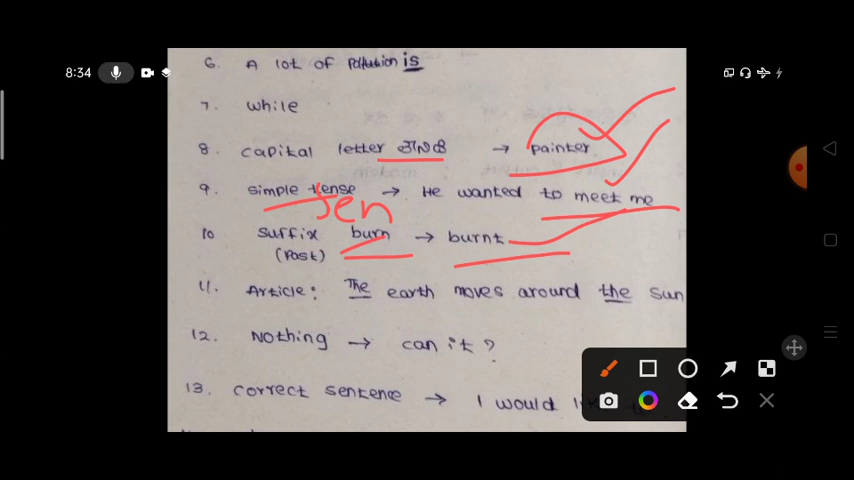 8:34
6. A lot of pollution is
7. while
8. capital letter → painter
9. simple tense → He wanted to meet me
sen
10 suffix burn → burnt
(Past)
11. Article: The earth moves around the sun
12. Nothing → can it?
13. correct sentence → I would